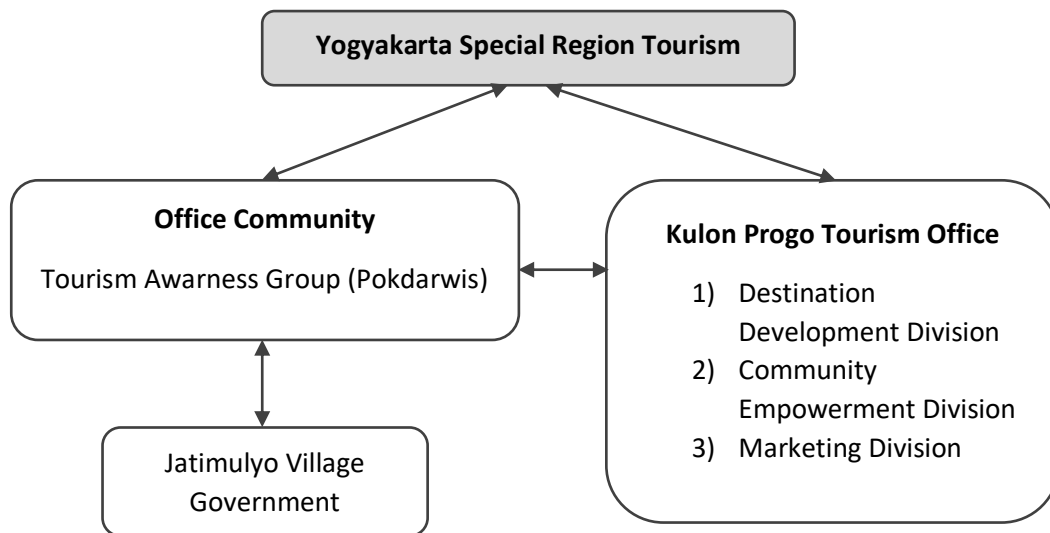 Yogyakarta Special Region Tourism
Office Community
Tourism Awarness Group (Pokdarwis)
Jatimulyo Village
Government
Kulon Progo Tourism Office
1) Destination
Development Division
2) Community
Empowerment Division
3) Marketing Division